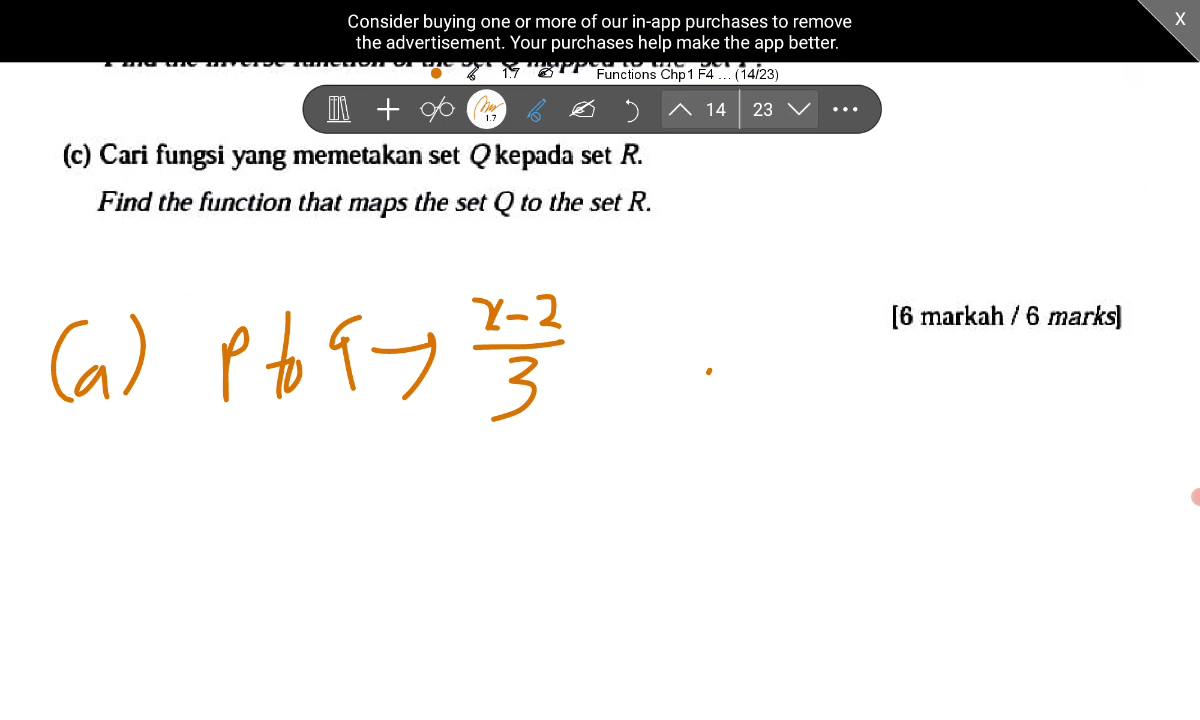 Consider buying one or more of our in-app purchases to remove
the advertisement. Your purchases help make the app better.
X
1.7 Functions Chp1 F4 ... (14/23)
1.7 14 23
(c) Cari fungsi yang memetakan set Q kepada set R.
Find the function that maps the set Q to the set R.
[6 markah / 6 marks]
(a) P to q → x-2
3